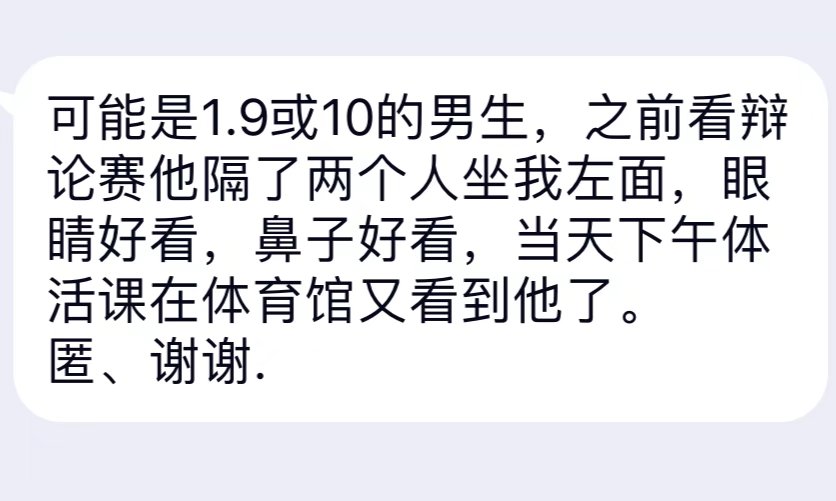 可能是1.9或10的男生，之前看辩
论赛他隔了两个人坐我左面，眼
睛好看，鼻子好看，当天下午体
活课在体育馆又看到他了。
匿、谢谢.